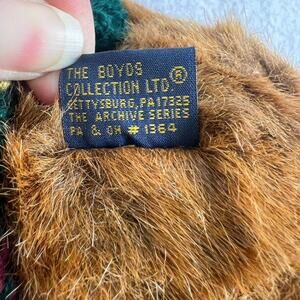 THE BOYDS
COLLECTION LTD.®
GETTYSBURG, PA 17325
THE ARCHIVE SERIES
PA & OH # 1364